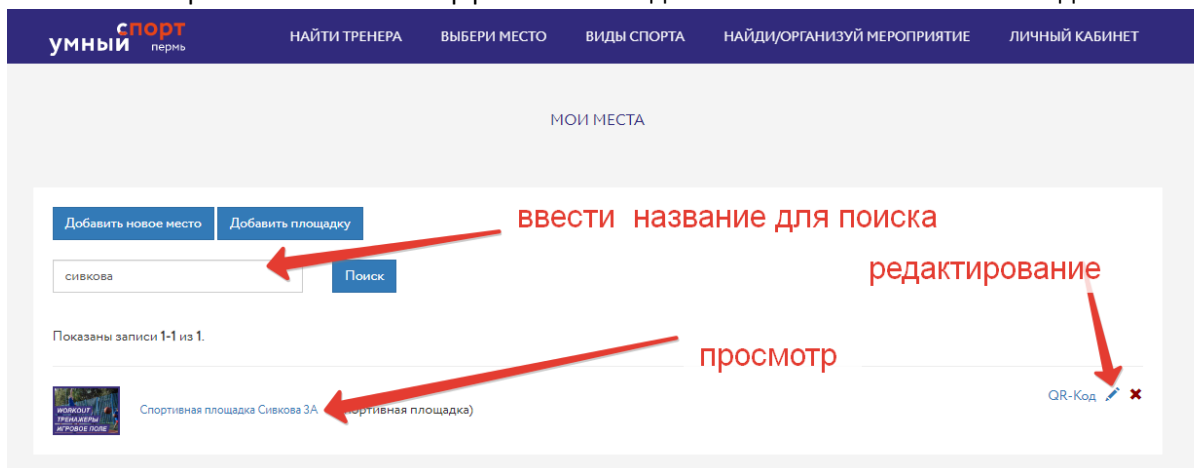 спорт
умный пермь
НАЙТИ ТРЕНЕРА ВЫБЕРИ МЕСТО ВИДЫ СПОРТА НАЙДИ/ОРГАНИЗУЙ МЕРОПРИЯТИЕ ЛИЧНЫЙ КАБИНЕТ
МОИ МЕСТА
Добавить новое место Добавить площадку
ввести название для поиска
сивкова Поиск
редактирование
Показаны записи 1-1 из 1.
просмотр
WORKOUT
ТРЕНАЖЕРЫ
ИГРОВОЕ ПОЛЕ
Спортивная площадка Сивкова 3А площадка)
QR-Код